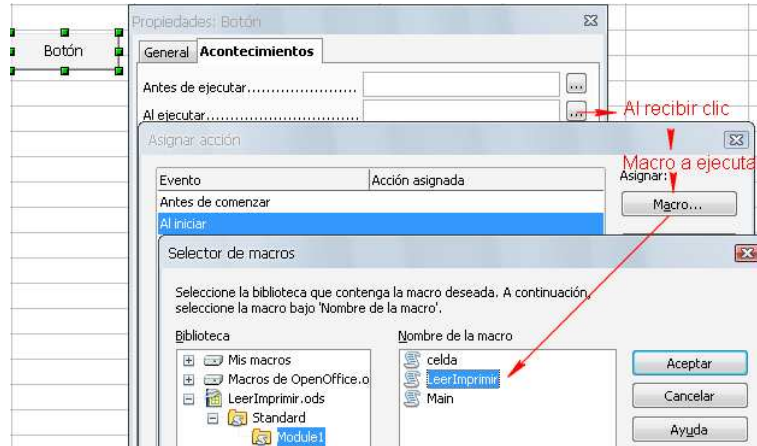 Propiedades: Botón
Botón
General Acontecimientos
Antes de ejecutar......................
Al ejecutar..............................
Al recibir clic
Asignar acción
Macro a ejecuta
Evento Acción asignada Asignar:
Antes de comenzar
Macro...
Al iniciar
Selector de macros
Seleccione la biblioteca que contenga la macro deseada. A continuación,
seleccione la macro bajo 'Nombre de la macro'.
Biblioteca Nombre de la macro
Mis macros celda Aceptar
Macros de OpenOffice.o LeerImprimir
LeerImprimir.ods Main Cancelar
Standard
Module1 Ayuda